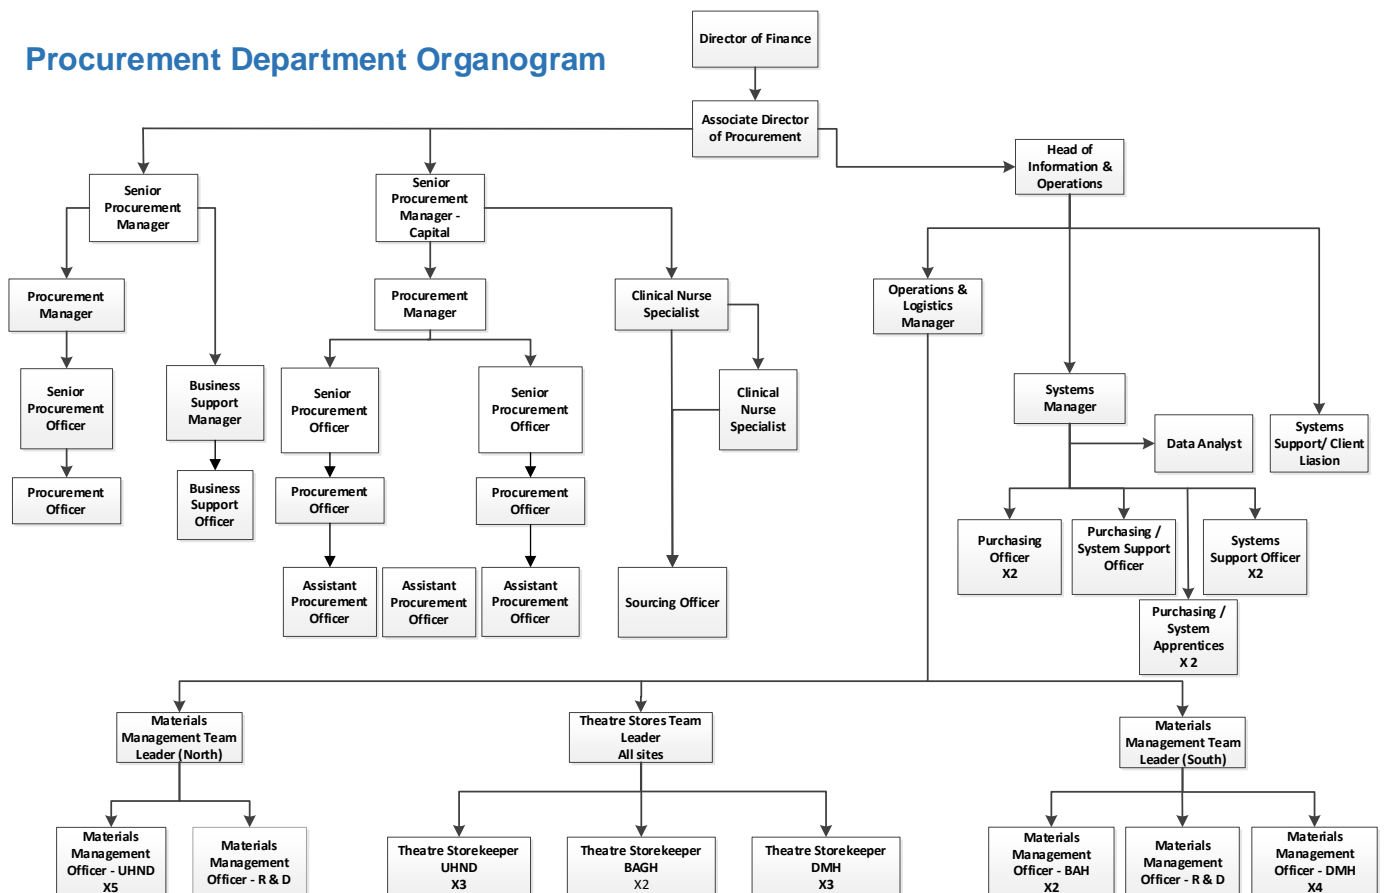 Procurement Department Organogram
Director of Finance
Associate Director
of Procurement
Head of
Information &
Operations
Senior
Procurement
Manager
Senior
Procurement
Manager -
Capital
Procurement
Manager
Procurement
Manager
Clinical Nurse
Specialist
Operations &
Logistics
Manager
Senior
Procurement
Officer
Business
Support
Manager
Senior
Procurement
Officer
Senior
Procurement
Officer
Clinical
Nurse
Specialist
Systems
Manager
Data Analyst
Systems
Support/ Client
Liasion
Procurement
Officer
Business
Support
Officer
Procurement
Officer
Procurement
Officer
Purchasing
Officer
X2
Purchasing /
System Support
Officer
Systems
Support Officer
X2
Assistant
Procurement
Officer
Assistant
Procurement
Officer
Assistant
Procurement
Officer
Sourcing Officer
Purchasing /
System
Apprentices
X 2
Materials
Management Team
Leader (North)
Theatre Stores Team
Leader
All sites
Materials
Management Team
Leader (South)
Materials
Management
Officer - UHND
X5
Materials
Management
Officer - R & D
Theatre Storekeeper
UHND
X3
Theatre Storekeeper
BAGH
X2
Theatre Storekeeper
DMH
X3
Materials
Management
Officer - BAH
X2
Materials
Management
Officer - R & D
Materials
Management
Officer - DMH
X4